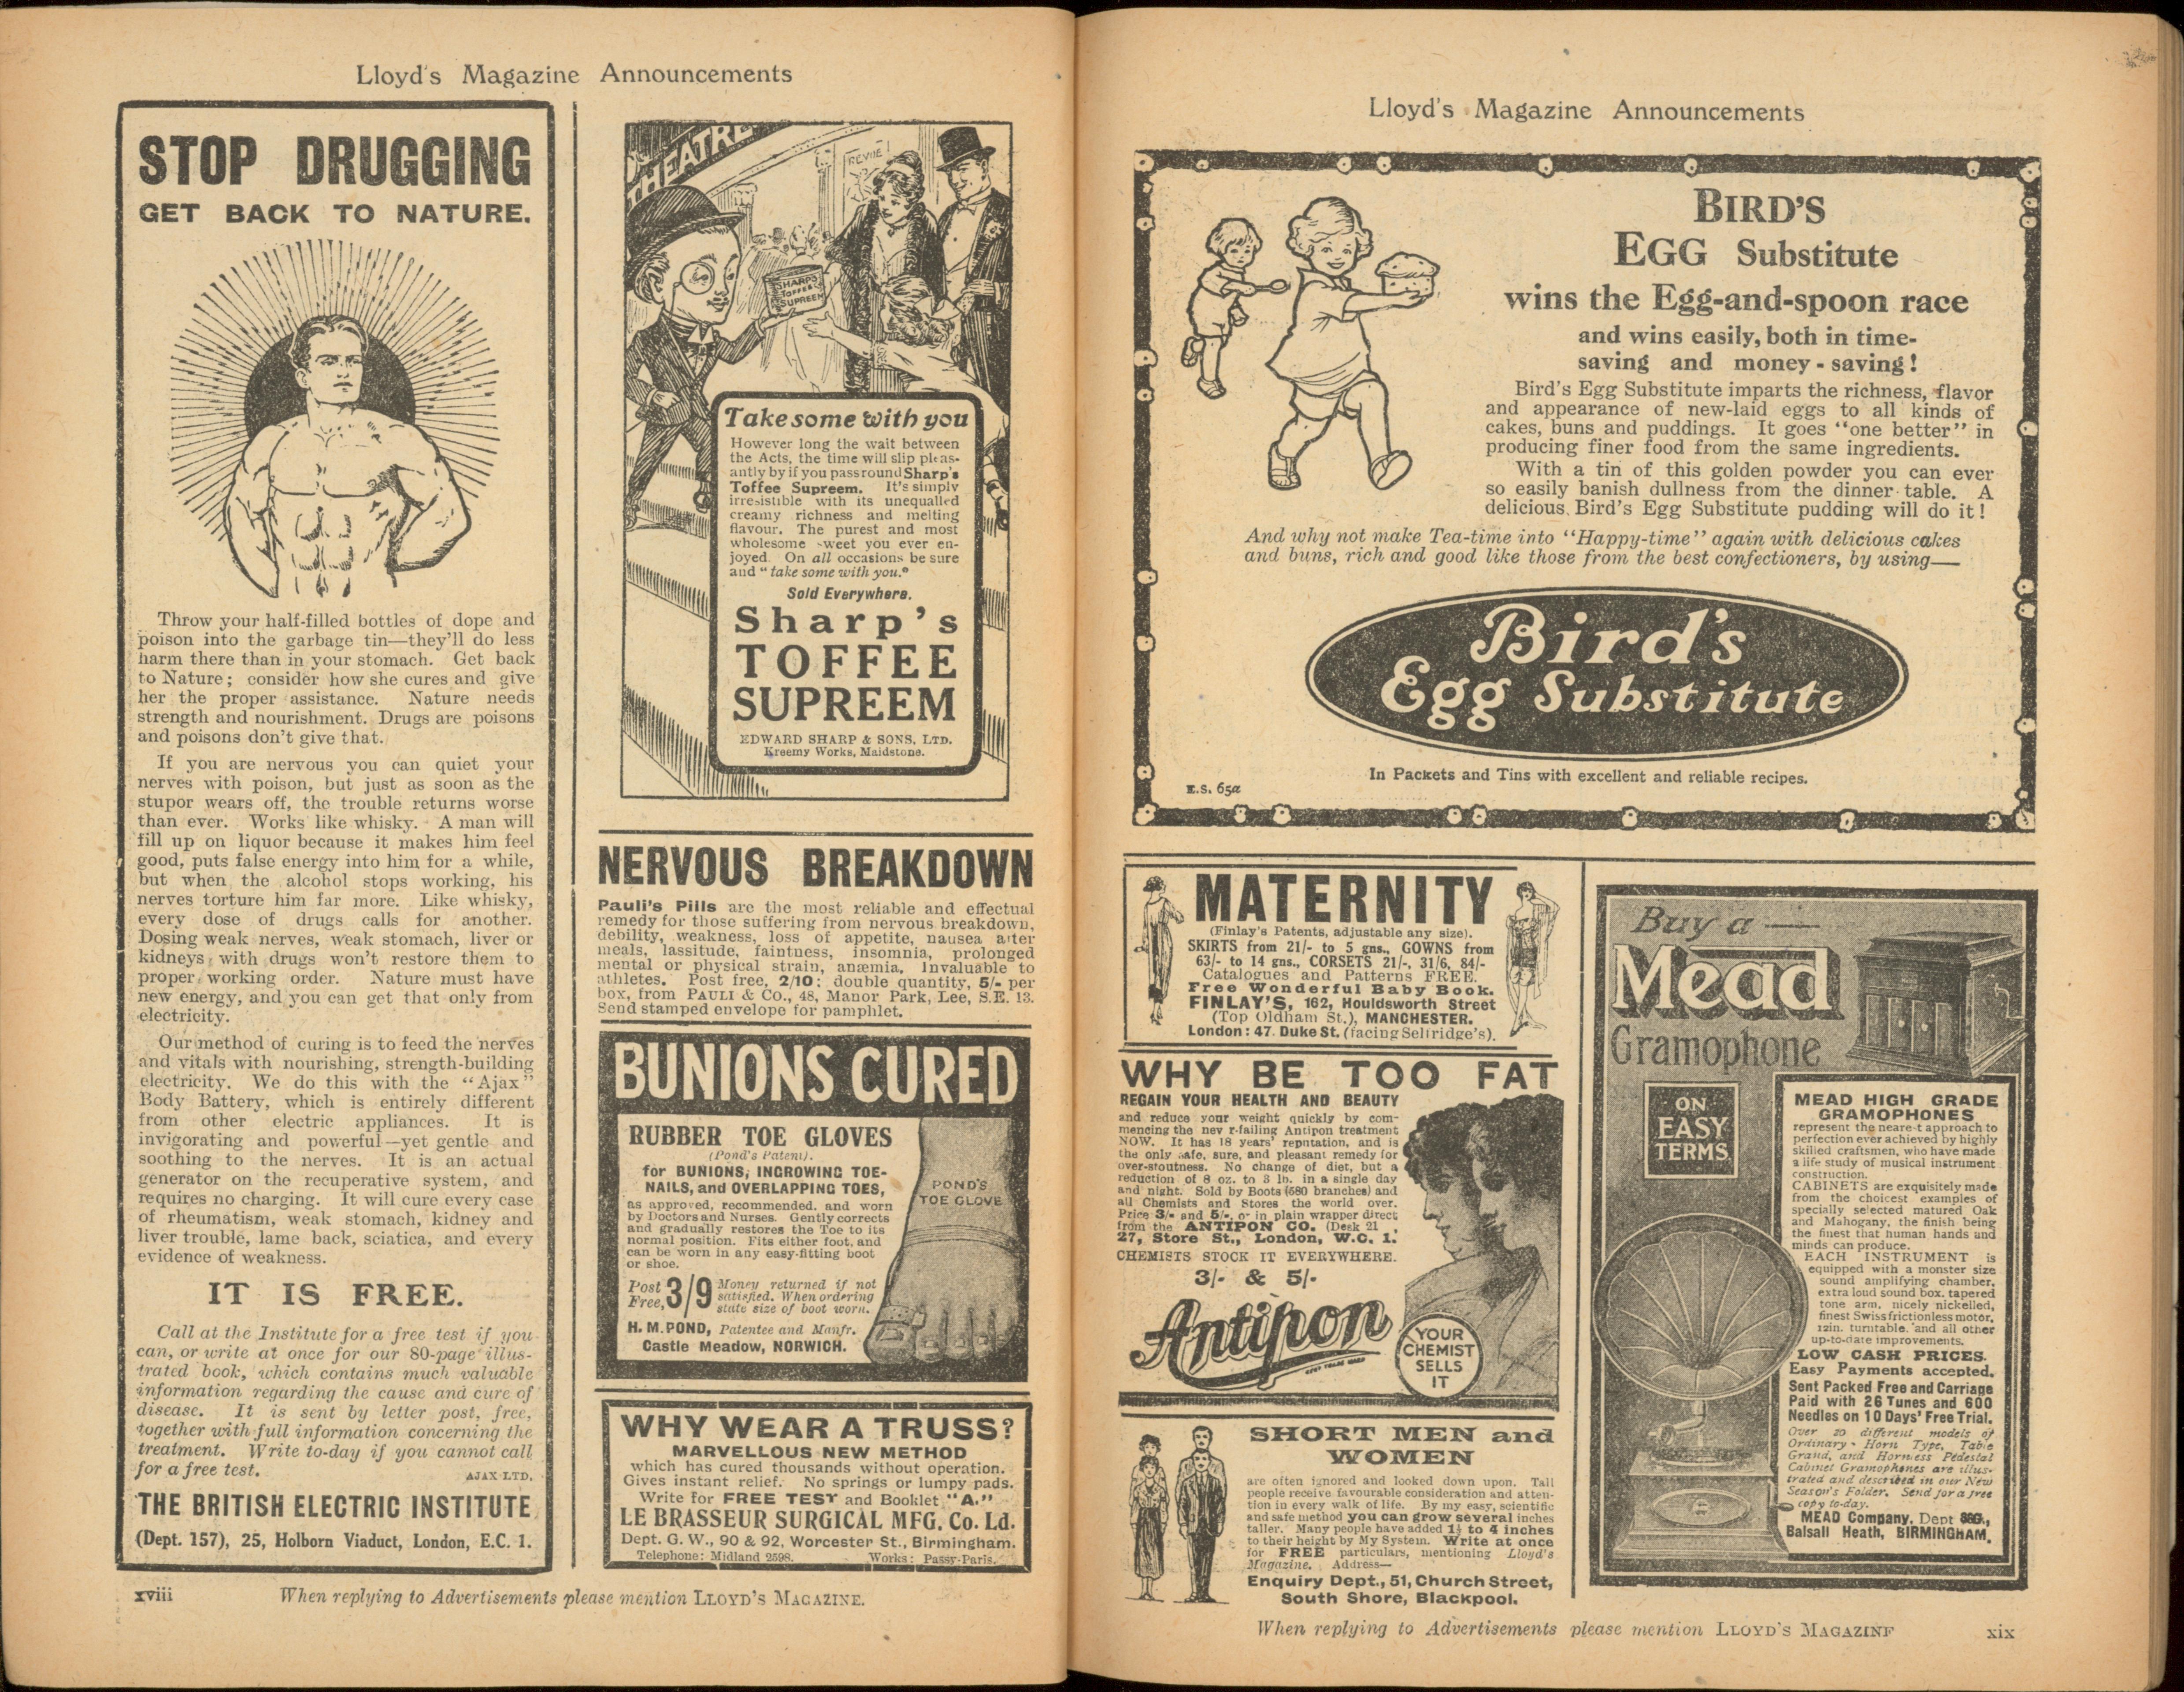 Lloyd's Magazine Announcements
STOP DRUGGING
GET BACK TO NATURE.
Throw your half-filled bottles of dope and
poison into the garbage tin—they'll do less
harm there than in your stomach. Get back
to Nature; consider how she cures and give
her the proper assistance. Nature needs
strength and nourishment. Drugs are poisons
and poisons don't give that.
If you are nervous you can quiet your
nerves with poison, but just as soon as the
stupor wears off, the trouble returns worse
than ever. Works like whisky. A man will
fill up on liquor because it makes him feel
good, puts false energy into him for a while,
but when the alcohol stops working, his
nerves torture him far more. Like whisky,
every dose of drugs calls for another.
Dosing weak nerves, weak stomach, liver or
kidneys with drugs won't restore them to
proper working order. Nature must have
new energy, and you can get that only from
electricity.
Our method of curing is to feed the nerves
and vitals with nourishing, strength-building
electricity. We do this with the "Ajax"
Body Battery, which is entirely different
from other electric appliances. It is
invigorating and powerful—yet gentle and
soothing to the nerves. It is an actual
generator on the recuperative system, and
requires no charging. It will cure every case
of rheumatism, weak stomach, kidney and
liver trouble, lame back, sciatica, and every
evidence of weakness.
IT IS FREE.
Call at the Institute for a free test if you
can, or write at once for our 80-page illus-
trated book, which contains much valuable
information regarding the cause and cure of
disease. It is sent by letter post, free,
together with full information concerning the
treatment. Write to-day if you cannot call
for a free test.
AJAX LTD.
THE BRITISH ELECTRIC INSTITUTE
(Dept. 157), 25, Holborn Viaduct, London, E.C. 1.
THEATRE
REVUE
SHARP'S
TOFFEE
SUPREEM
Take some with you
However long the wait between
the Acts, the time will slip pleas-
antly by if you pass round Sharp's
Toffee Supreem. It's simply
irresistible with its unequalled
creamy richness and melting
flavour. The purest and most
wholesome sweet you ever en-
joyed. On all occasions be sure
and "take some with you."
Sold Everywhere.
Sharp's
TOFFEE
SUPREEM
EDWARD SHARP & SONS, LTD.
Kreemy Works, Maidstone.
NERVOUS BREAKDOWN
Pauli's Pills are the most reliable and effectual
remedy for those suffering from nervous breakdown,
debility, weakness, loss of appetite, nausea after
meals, lassitude, faintness, insomnia, prolonged
mental or physical strain, anæmia. Invaluable to
athletes. Post free, 2/10: double quantity, 5/- per
box, from PAULI & Co., 48, Manor Park, Lee, S.E. 13.
Send stamped envelope for pamphlet.
BUNIONS CURED
RUBBER TOE GLOVES
(Pond's Patent).
for BUNIONS, INGROWING TOE-
NAILS, and OVERLAPPING TOES,
as approved, recommended, and worn
by Doctors and Nurses. Gently corrects
and gradually restores the Toe to its
normal position. Fits either foot, and
can be worn in any easy-fitting boot
or shoe.
Post Free, 3/9 Money returned if not
satisfied. When ordering
state size of boot worn.
H. M. POND, Patentee and Manfr.
Castle Meadow, NORWICH.
POND'S
TOE GLOVE
WHY WEAR A TRUSS?
MARVELLOUS NEW METHOD
which has cured thousands without operation.
Gives instant relief. No springs or lumpy pads.
Write for FREE TEST and Booklet "A."
LE BRASSEUR SURGICAL MFG. Co. Ld.
Dept. G. W., 90 & 92, Worcester St., Birmingham.
Telephone: Midland 2598. Works: Passy-Paris.
xviii When replying to Advertisements please mention LLOYD'S MAGAZINE.
Lloyd's Magazine Announcements
BIRD'S
EGG Substitute
wins the Egg-and-spoon race
and wins easily, both in time-
saving and money-saving!
Bird's Egg Substitute imparts the richness, flavor
and appearance of new-laid eggs to all kinds of
cakes, buns and puddings. It goes "one better" in
producing finer food from the same ingredients.
With a tin of this golden powder you can ever
so easily banish dullness from the dinner table. A
delicious Bird's Egg Substitute pudding will do it!
And why not make Tea-time into "Happy-time" again with delicious cakes
and buns, rich and good like those from the best confectioners, by using—
Bird's
Egg Substitute
In Packets and Tins with excellent and reliable recipes.
E.S. 65a
MATERNITY
(Finlay's Patents, adjustable any size).
SKIRTS from 21/- to 5 gns., GOWNS from
63/- to 14 gns., CORSETS 21/-, 31/6, 84/-
Catalogues and Patterns FREE.
Free Wonderful Baby Book.
FINLAY'S, 162, Houldsworth Street
(Top Oldham St.), MANCHESTER.
London: 47. Duke St. (facing Selfridge's).
WHY BE TOO FAT
REGAIN YOUR HEALTH AND BEAUTY
and reduce your weight quickly by com-
mencing the never-failing Antipon treatment
NOW. It has 18 years' reputation, and is
the only safe, sure, and pleasant remedy for
over-stoutness. No change of diet, but a
reduction of 8 oz. to 3 lb. in a single day
and night. Sold by Boots (580 branches) and
all Chemists and Stores the world over.
Price 3/- and 5/-, or in plain wrapper direct
from the ANTIPON CO. (Desk 21
27, Store St., London, W.C. 1.
CHEMISTS STOCK IT EVERYWHERE.
3/- & 5/-
Antipon
YOUR
CHEMIST
SELLS
IT
SHORT MEN and
WOMEN
are often ignored and looked down upon. Tall
people receive favourable consideration and atten-
tion in every walk of life. By my easy, scientific
and safe method you can grow several inches
taller. Many people have added 1½ to 4 inches
to their height by My System. Write at once
for FREE particulars, mentioning Lloyd's
Magazine. Address—
Enquiry Dept., 51, Church Street,
South Shore, Blackpool.
Buy a
Mead
Gramophone
ON
EASY
TERMS
MEAD HIGH GRADE
GRAMOPHONES
represent the nearest approach to
perfection ever achieved by highly
skilled craftsmen, who have made
a life study of musical instrument
construction.
CABINETS are exquisitely made
from the choicest examples of
specially selected matured Oak
and Mahogany, the finish being
the finest that human hands and
minds can produce.
EACH INSTRUMENT is
equipped with a monster size
sound amplifying chamber,
extra loud sound box, tapered
tone arm, nicely nickelled,
finest Swiss frictionless motor,
12in. turntable and all other
up-to-date improvements.
LOW CASH PRICES.
Easy Payments accepted.
Sent Packed Free and Carriage
Paid with 26 Tunes and 600
Needles on 10 Days' Free Trial.
Over 20 different models of
Ordinary Horn Type, Table
Grand, and Hornless Pedestal
Cabinet Gramophones are illus-
trated and described in our New
Season's Folder. Send for a free
copy to-day.
MEAD Company, Dept
Balsall Heath, BIRMINGHAM.
When replying to Advertisements please mention LLOYD'S MAGAZINE xix